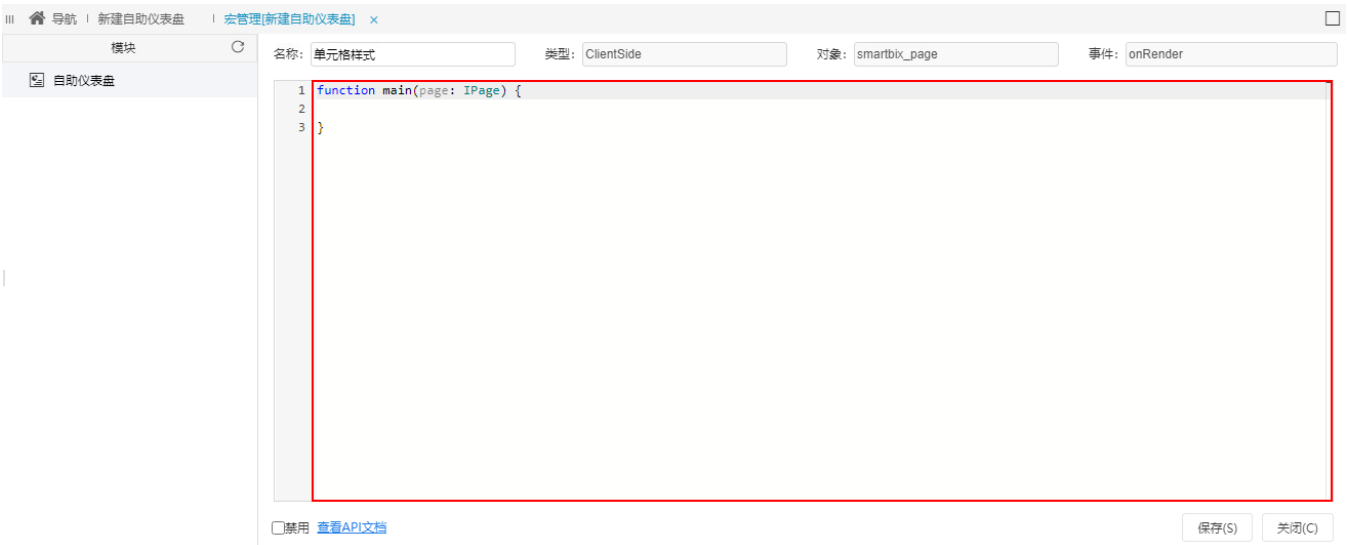 导航 新建自助仪表盘 宏管理[新建自助仪表盘] ×
模块
自助仪表盘
名称: 单元格样式 类型: ClientSide 对象: smartbix_page 事件: onRender
1 function main(page: IPage) {
2
3 }
禁用 查看API文档 保存(S) 关闭(C)